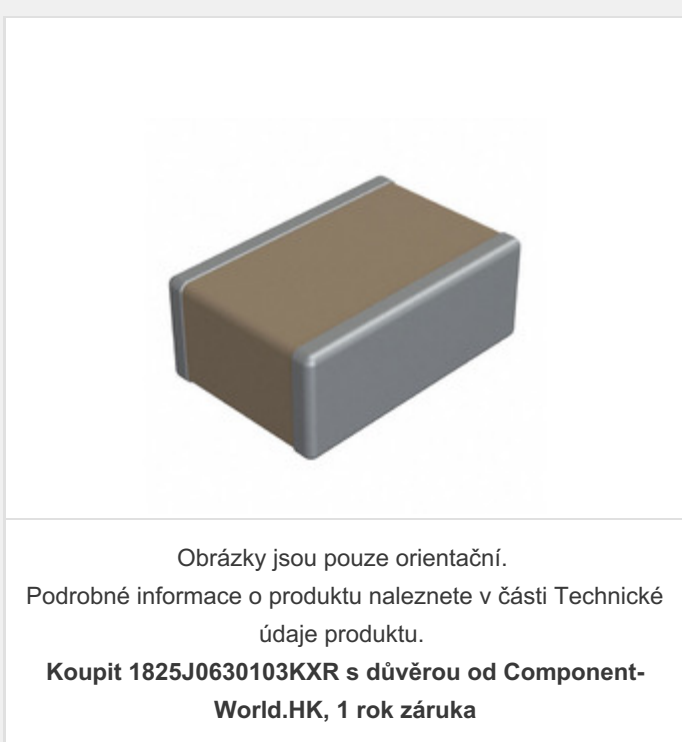 Obrázky jsou pouze orientační.
Podrobné informace o produktu naleznete v části Technické
údaje produktu.
Koupit 1825J0630103KXR s důvěrou od Component-
World.HK, 1 rok záruka